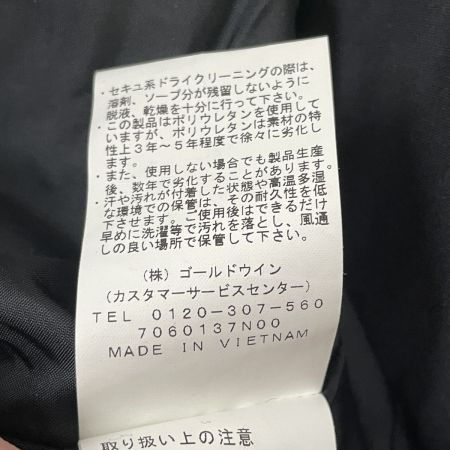 ・セキユ系ドライクリーニングの際は、
溶剤、ソープ分が残留しないように
脱液、乾燥を十分に行って下さい。
・この製品はポリウレタンを使用して
いますが、ポリウレタンは素材の特
性上3年～5年程度で徐々に劣化し
ます。
・また、使用しない場合でも製品生産
後、数年で劣化することがあります。
・汗や汚れが付着した状態や高温多湿
な環境での保管は、その耐久性を低
下させます。ご使用後はできるだけ
早めに洗濯等で汚れを落とし、風通
しの良い場所で保管して下さい。
(株) ゴールドウイン
(カスタマーサービスセンター)
TEL 0120-307-560
7060137N00
MADE IN VIETNAM
取り扱い上の注意